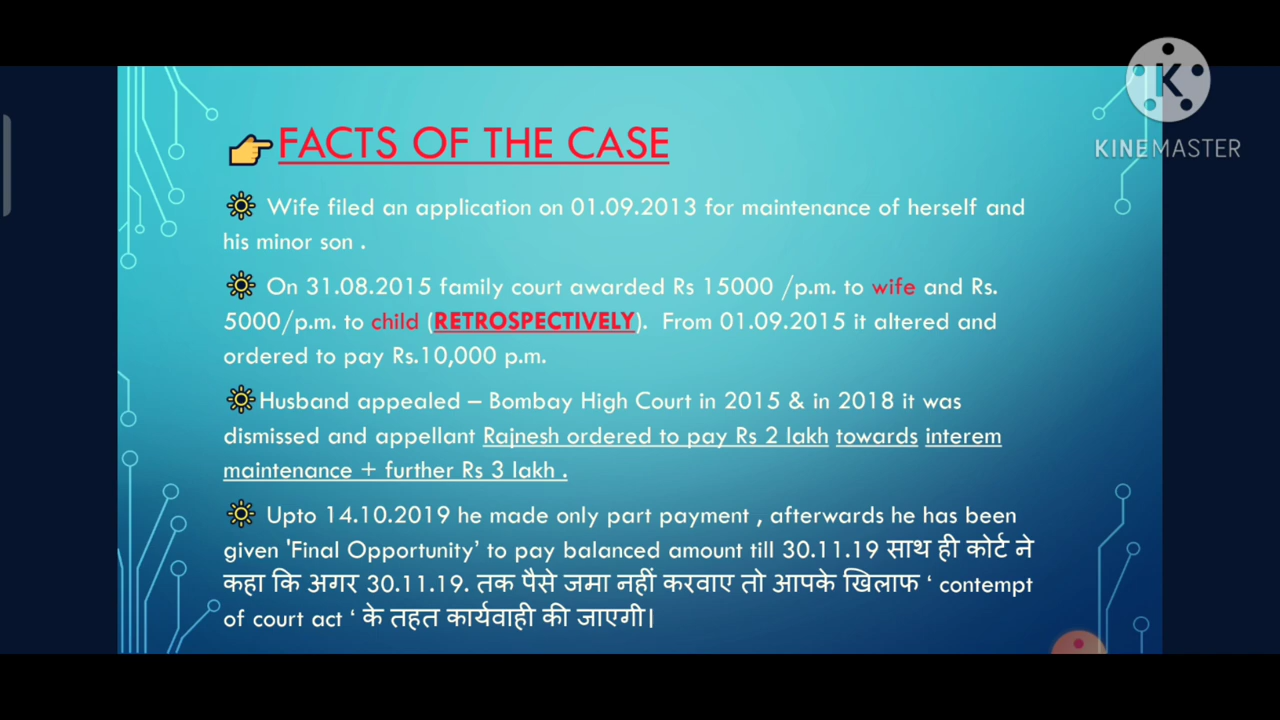 KINEMASTER
👉FACTS OF THE CASE
🔅 Wife filed an application on 01.09.2013 for maintenance of herself and
his minor son .
🔅 On 31.08.2015 family court awarded Rs 15000 /p.m. to wife and Rs.
5000/p.m. to child (RETROSPECTIVELY). From 01.09.2015 it altered and
ordered to pay Rs.10,000 p.m.
🔅Husband appealed – Bombay High Court in 2015 & in 2018 it was
dismissed and appellant Rajnesh ordered to pay Rs 2 lakh towards interem
maintenance + further Rs 3 lakh .
🔅 Upto 14.10.2019 he made only part payment , afterwards he has been
given 'Final Opportunity’ to pay balanced amount till 30.11.19 साथ ही कोर्ट ने
कहा कि अगर 30.11.19. तक पैसे जमा नहीं करवाए तो आपके खिलाफ ‘ contempt
of court act ‘ के तहत कार्यवाही की जाएगी।